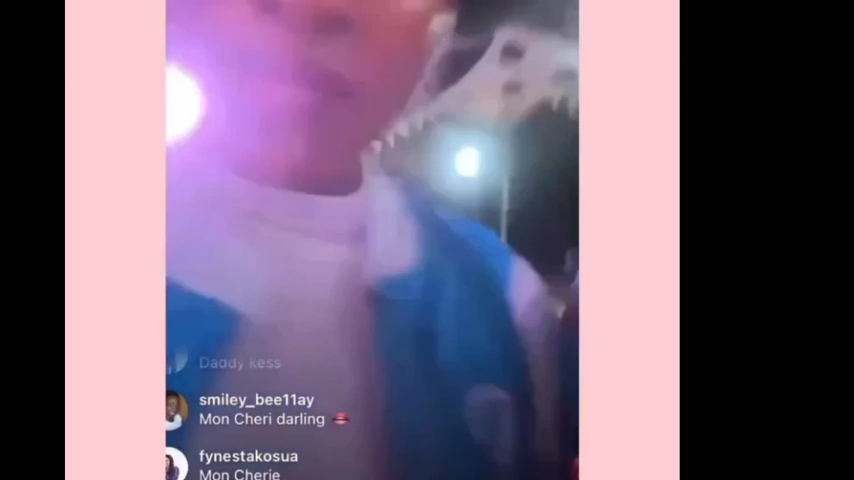 Daddy kess
smiley_bee11ay
Mon Cheri darling 💋
fynestakosua
Mon Cherie